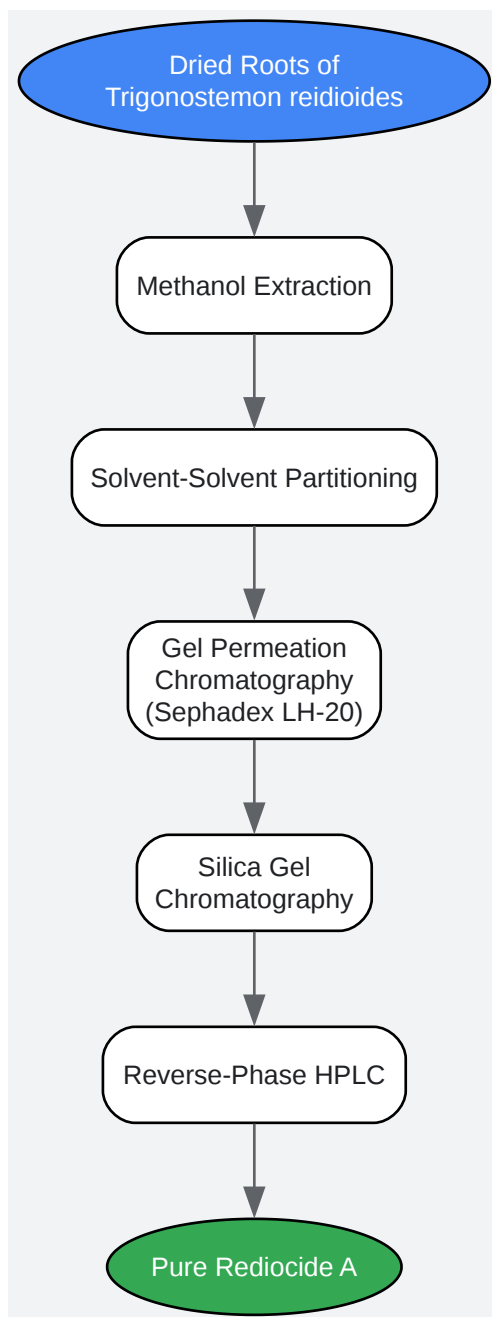 Dried Roots of
Trigonostemon reidioides
Methanol Extraction
Solvent-Solvent Partitioning
Gel Permeation
Chromatography
(Sephadex LH-20)
Silica Gel
Chromatography
Reverse-Phase HPLC
Pure Rediocide A